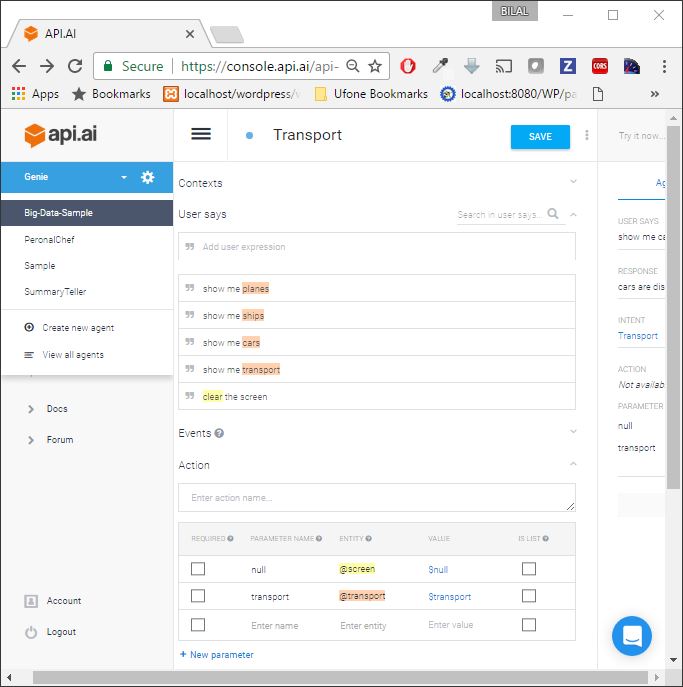 BILAL
API.AI
Secure https://console.api.ai/api-
Apps Bookmarks localhost/wordpress/ Ufone Bookmarks localhost:8080/WP/pa »
api.ai
Transport
SAVE
Try it now...
Genie
Big-Data-Sample
PeronalChef
Sample
SummaryTeller
Create new agent
View all agents
Docs
Forum
Account
Logout
Contexts
User says
Search in user says...
Add user expression
show me planes
show me ships
show me cars
show me transport
clear the screen
Events
Action
Enter action name...
REQUIRED PARAMETER NAME ENTITY VALUE IS LIST
null @screen $null
transport @transport $transport
Enter name Enter entity Enter value
+ New parameter
Ag
USER SAYS
show me ca
RESPONSE
cars are dis
INTENT
Transport
ACTION
Not availab
PARAMETER
null
transport